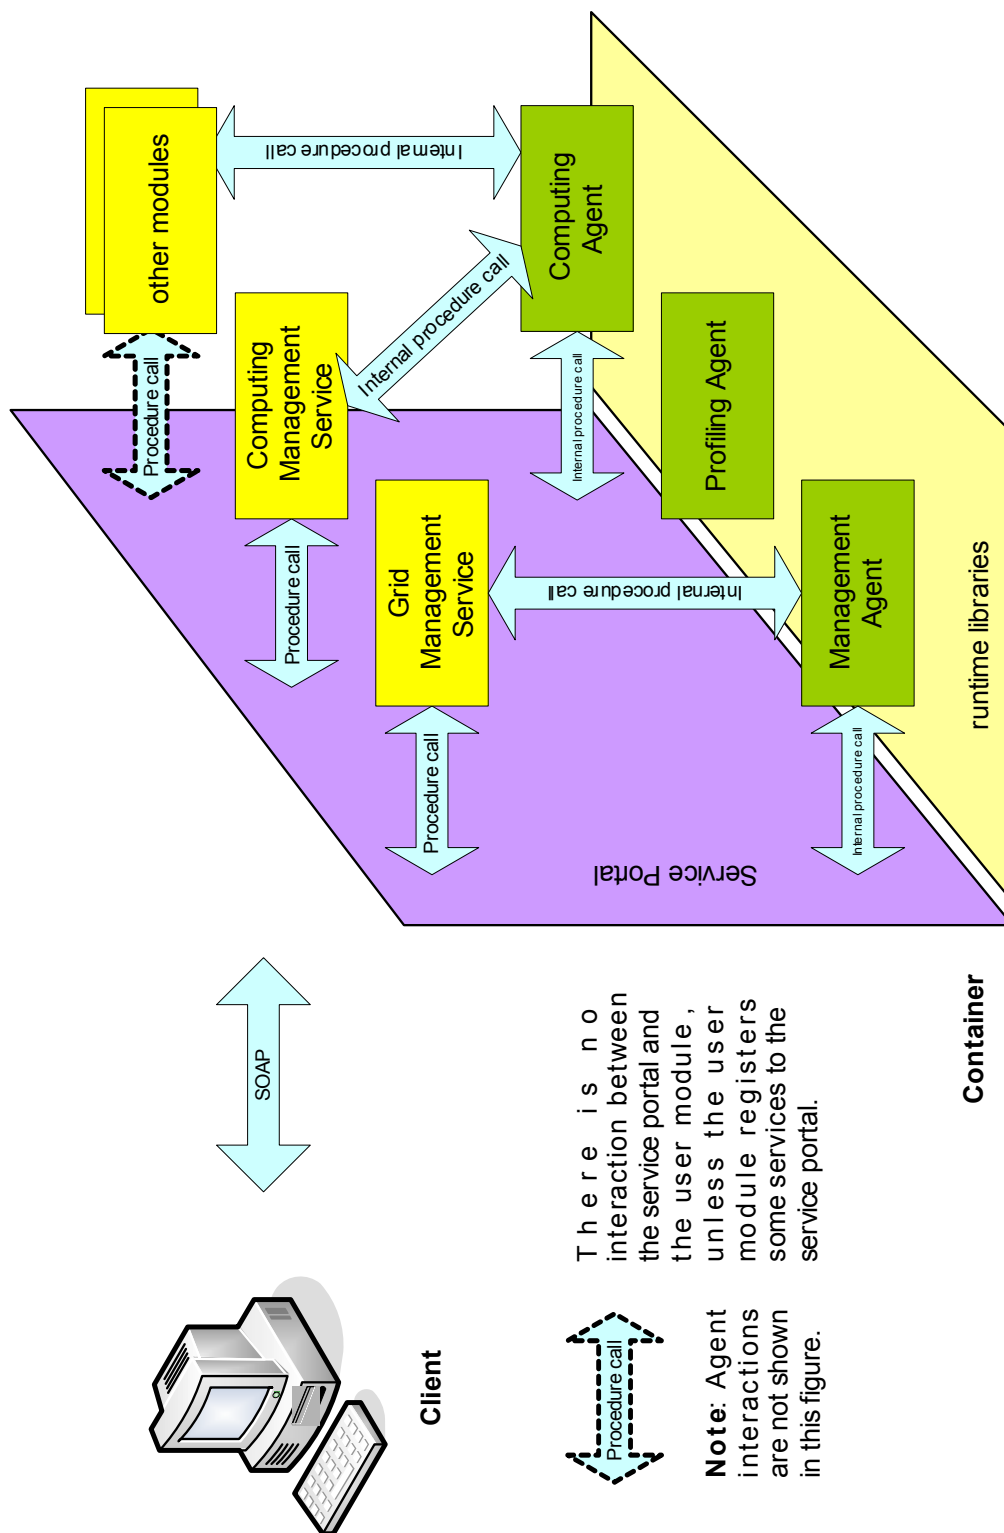 Client
SOAP
Procedure call
There is no
interaction between
the service portal and
the user module,
unless the user
module registers
some services to the
service portal.
Note: Agent
interactions
are not shown
in this figure.
Container
Service Portal
runtime libraries
Procedure call
other modules
Procedure call
Computing
Management
Service
Procedure call
Grid
Management
Service
Internal procedure call
Internal procedure call
Internal procedure call
Internal procedure call
Computing
Agent
Profiling Agent
Internal procedure call
Management
Agent